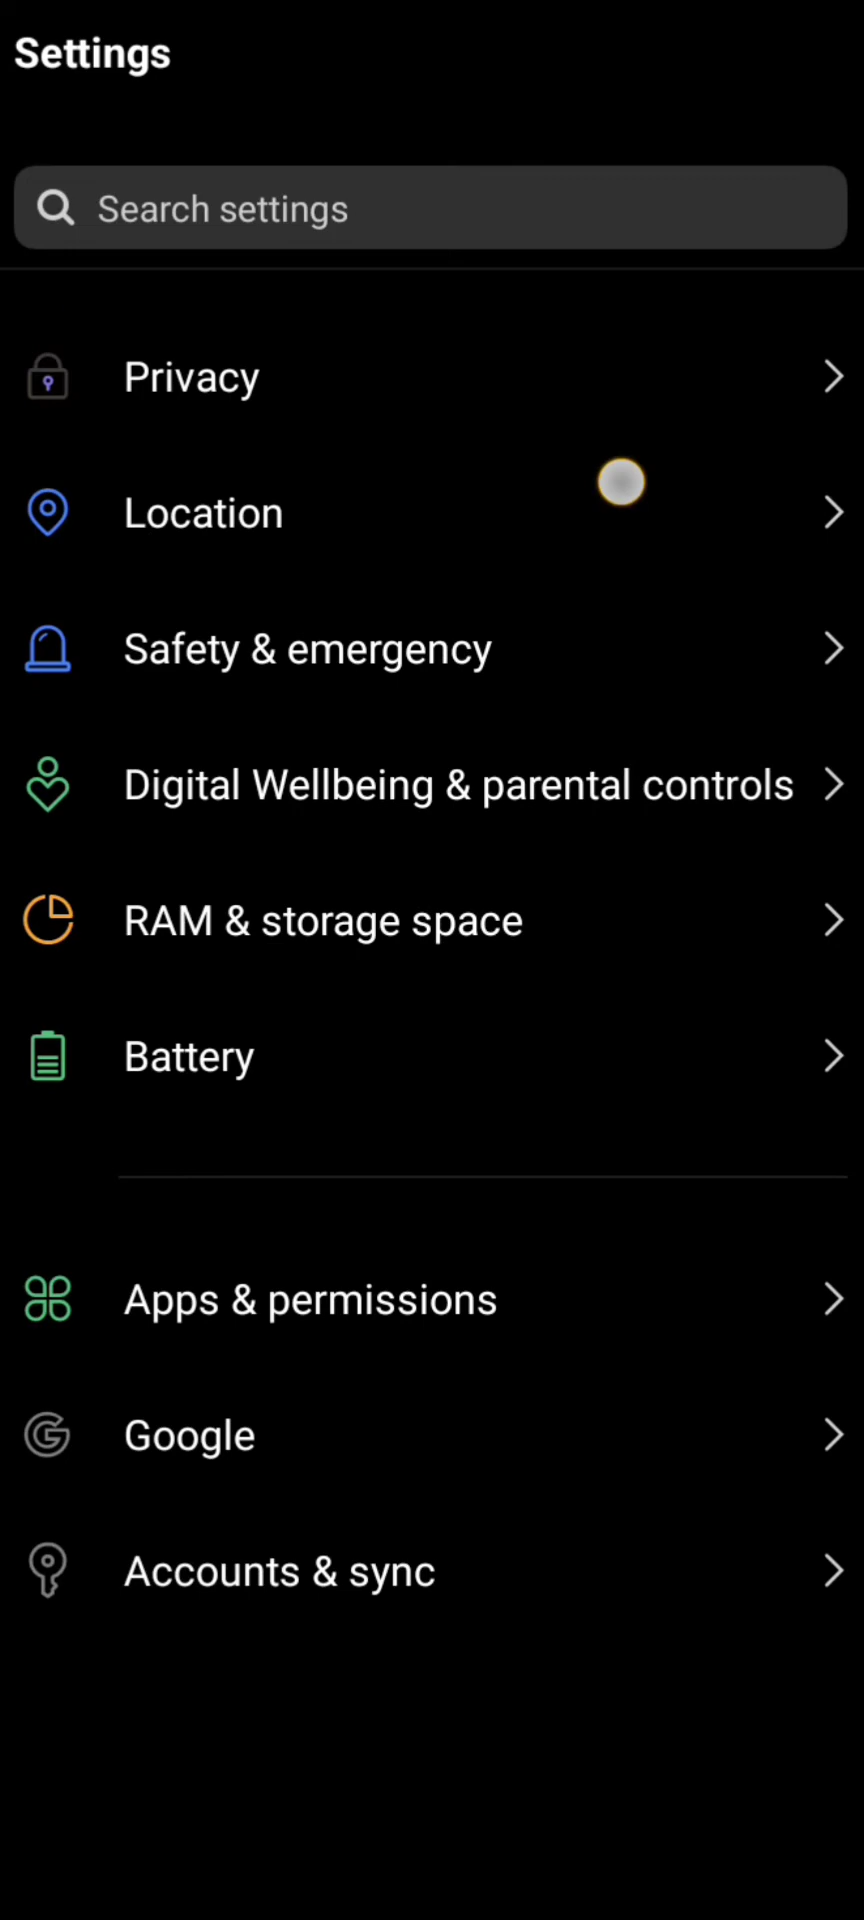 Settings
Search settings
Privacy
Location
Safety & emergency
Digital Wellbeing & parental controls
RAM & storage space
Battery
Apps & permissions
Google
Accounts & sync